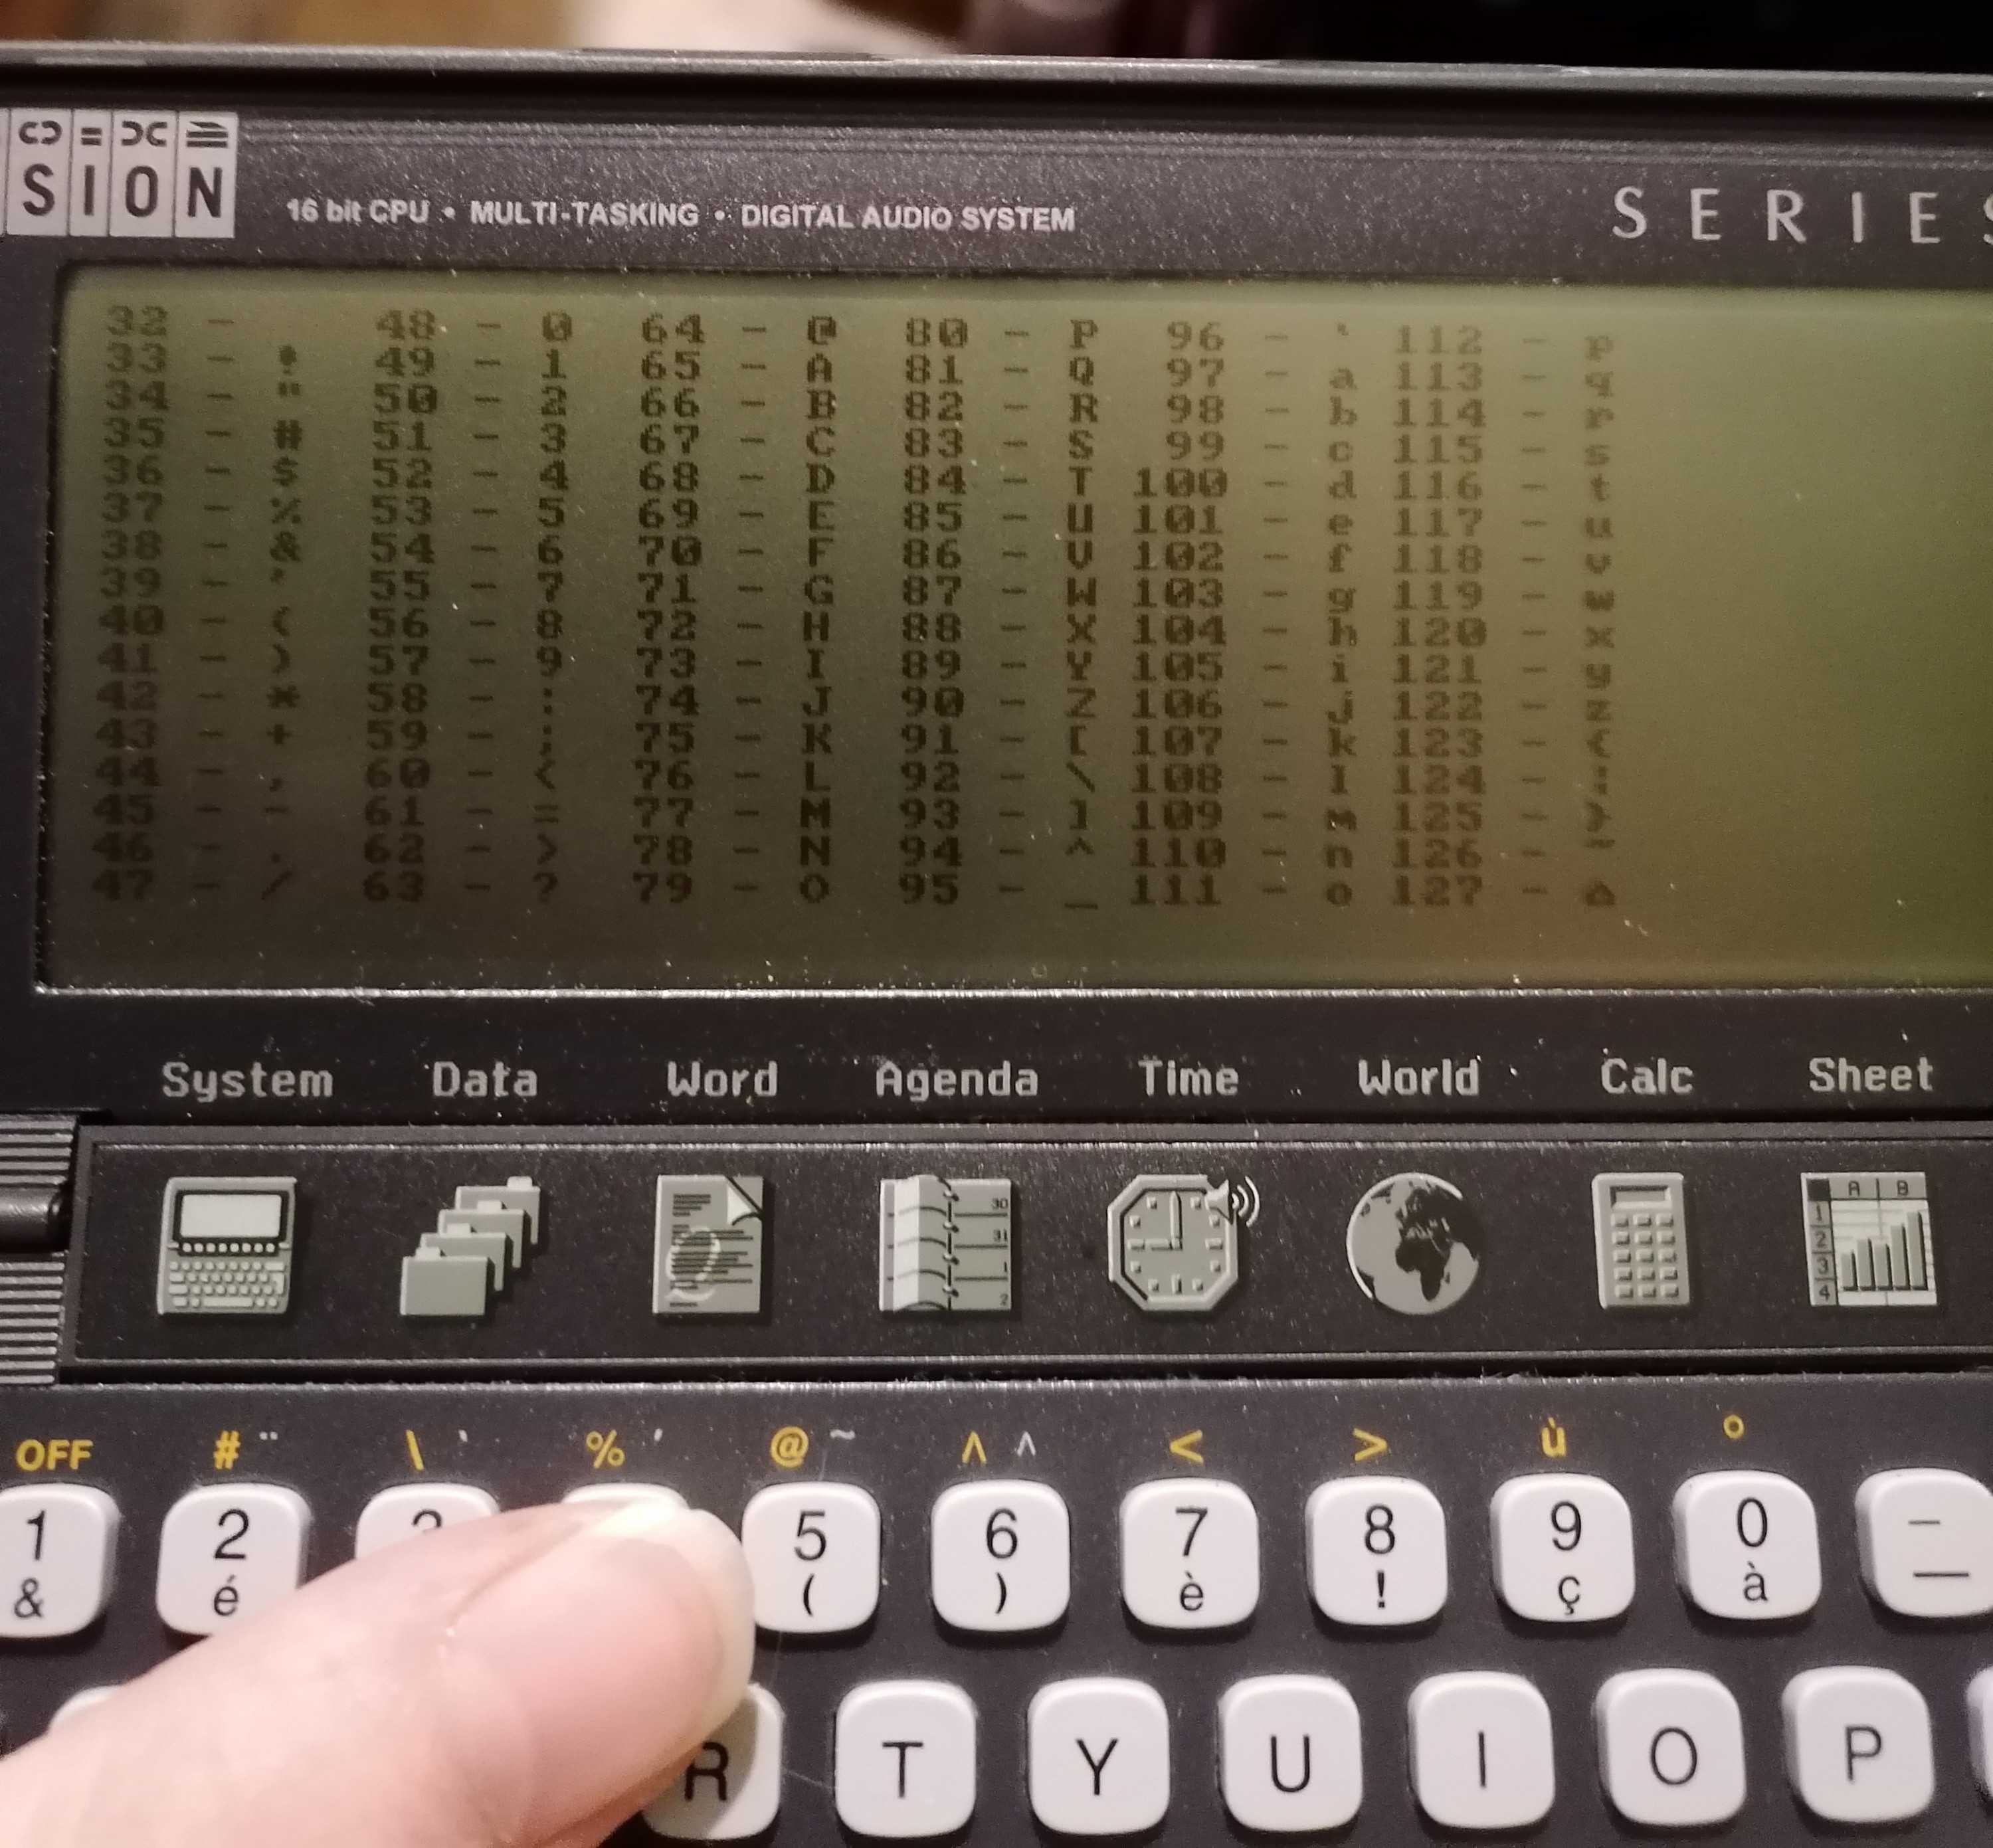 SION
16 bit CPU • MULTI-TASKING • DIGITAL AUDIO SYSTEM
SERIES
32 - 48 - 0 64 - @ 80 - P 96 - ` 112 - p
33 - ! 49 - 1 65 - A 81 - Q 97 - a 113 - q
34 - " 50 - 2 66 - B 82 - R 98 - b 114 - r
35 - # 51 - 3 67 - C 83 - S 99 - c 115 - s
36 - $ 52 - 4 68 - D 84 - T 100 - d 116 - t
37 - % 53 - 5 69 - E 85 - U 101 - e 117 - u
38 - & 54 - 6 70 - F 86 - V 102 - f 118 - v
39 - ' 55 - 7 71 - G 87 - W 103 - g 119 - w
40 - ( 56 - 8 72 - H 88 - X 104 - h 120 - x
41 - ) 57 - 9 73 - I 89 - Y 105 - i 121 - y
42 - * 58 - : 74 - J 90 - Z 106 - j 122 - z
43 - + 59 - ; 75 - K 91 - [ 107 - k 123 - {
44 - , 60 - < 76 - L 92 - / 108 - l 124 - ¦
45 - - 61 - = 77 - M 93 - ] 109 - m 125 - }
46 - . 62 - > 78 - N 94 - ^ 110 - n 126 - ~
47 - / 63 - ? 79 - O 95 - _ 111 - o 127 - ⌂
System Data Word Agenda Time World Calc Sheet
OFF # ¨ \ ` % ´ @ ~ ^ ^ < > ù °
1 2 5 6 7 8 9 0 –
& é ( ) è ! ç à _
R T Y U I O P